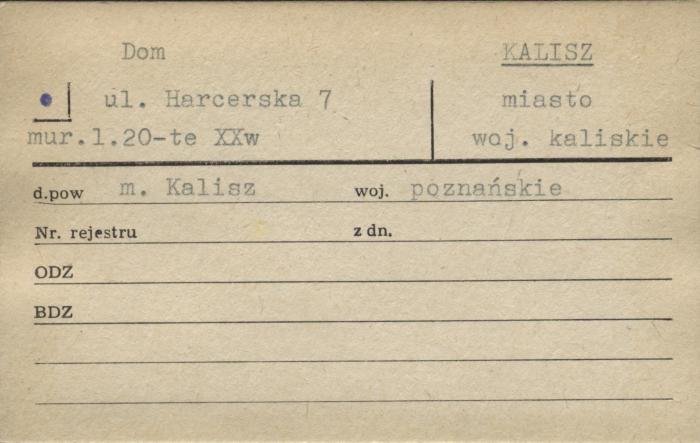 Dom KALISZ
ul. Harcerska 7 miasto
mur.l.20-te XXw woj. kaliskie
d.pow m. Kalisz woj. poznańskie
Nr. rejestru z dn.
ODZ
BDZ